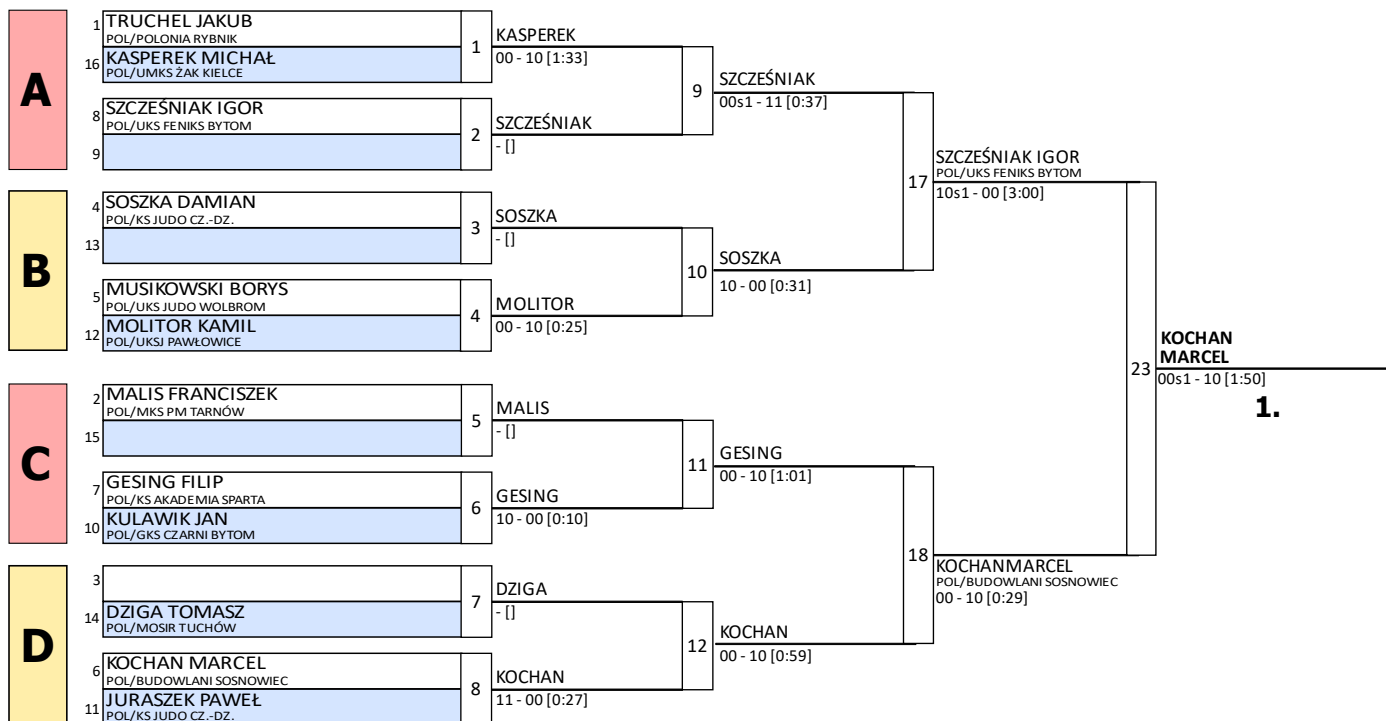 A
1 TRUCHEL JAKUB
POL/POLONIA RYBNIK
16 KASPEREK MICHAŁ
POL/UMKS ŻAK KIELCE
1
KASPEREK
00 - 10 [1:33]
8 SZCZEŚNIAK IGOR
POL/UKS FENIKS BYTOM
9
2
SZCZEŚNIAK
- []
9
SZCZEŚNIAK
00s1 - 11 [0:37]
B
4 SOSZKA DAMIAN
POL/KS JUDO CZ.-DZ.
13
3
SOSZKA
- []
5 MUSIKOWSKI BORYS
POL/UKS JUDO WOLBROM
12 MOLITOR KAMIL
POL/UKSJ PAWŁOWICE
4
MOLITOR
00 - 10 [0:25]
10
SOSZKA
10 - 00 [0:31]
17
SZCZEŚNIAK IGOR
POL/UKS FENIKS BYTOM
10s1 - 00 [3:00]
C
2 MALIS FRANCISZEK
POL/MKS PM TARNÓW
15
5
MALIS
- []
7 GESING FILIP
POL/KS AKADEMIA SPARTA
10 KULAWIK JAN
POL/GKS CZARNI BYTOM
6
GESING
10 - 00 [0:10]
11
GESING
00 - 10 [1:01]
D
3
14 DZIGA TOMASZ
POL/MOSIR TUCHÓW
7
DZIGA
- []
6 KOCHAN MARCEL
POL/BUDOWLANI SOSNOWIEC
11 JURASZEK PAWEŁ
POL/KS JUDO CZ.-DZ.
8
KOCHAN
11 - 00 [0:27]
12
KOCHAN
00 - 10 [0:59]
18
KOCHANMARCEL
POL/BUDOWLANI SOSNOWIEC
00 - 10 [0:29]
23
KOCHAN
MARCEL
00s1 - 10 [1:50]
1.